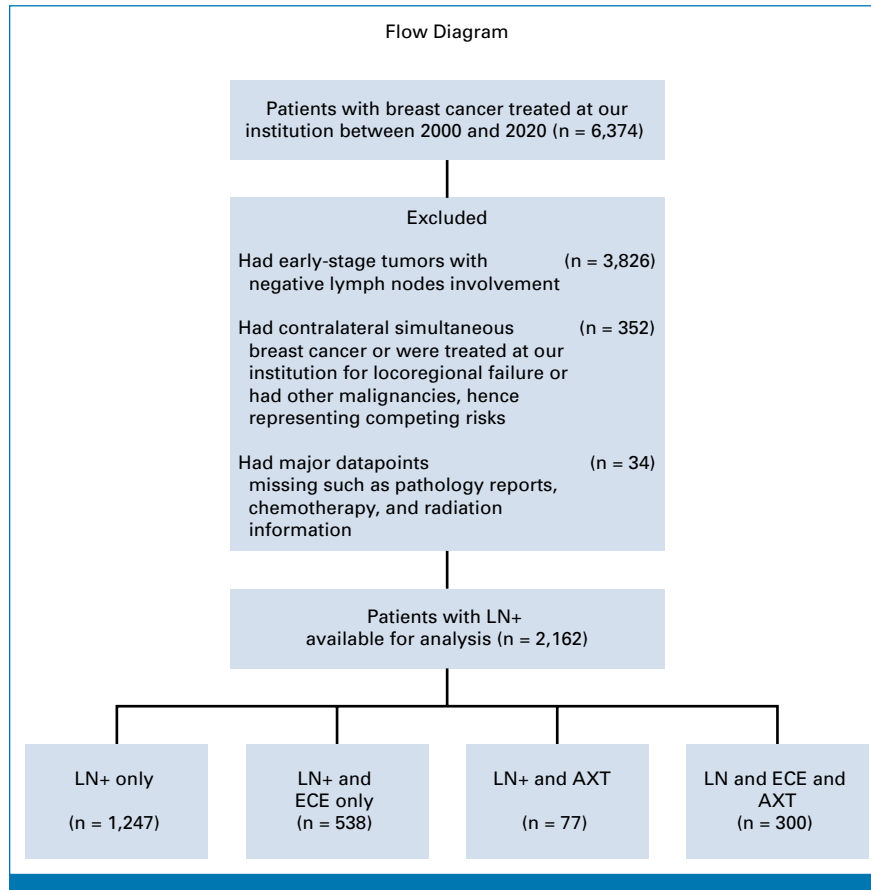 Flow Diagram
Patients with breast cancer treated at our
institution between 2000 and 2020 (n = 6,374)
Excluded
Had early-stage tumors with (n = 3,826)
negative lymph nodes involvement
Had contralateral simultaneous (n = 352)
breast cancer or were treated at our
institution for locoregional failure or
had other malignancies, hence
representing competing risks
Had major datapoints (n = 34)
missing such as pathology reports,
chemotherapy, and radiation
information
Patients with LN+
available for analysis (n = 2,162)
LN+ only
(n = 1,247)
LN+ and
ECE only
(n = 538)
LN+ and AXT
(n = 77)
LN and ECE and
AXT
(n = 300)